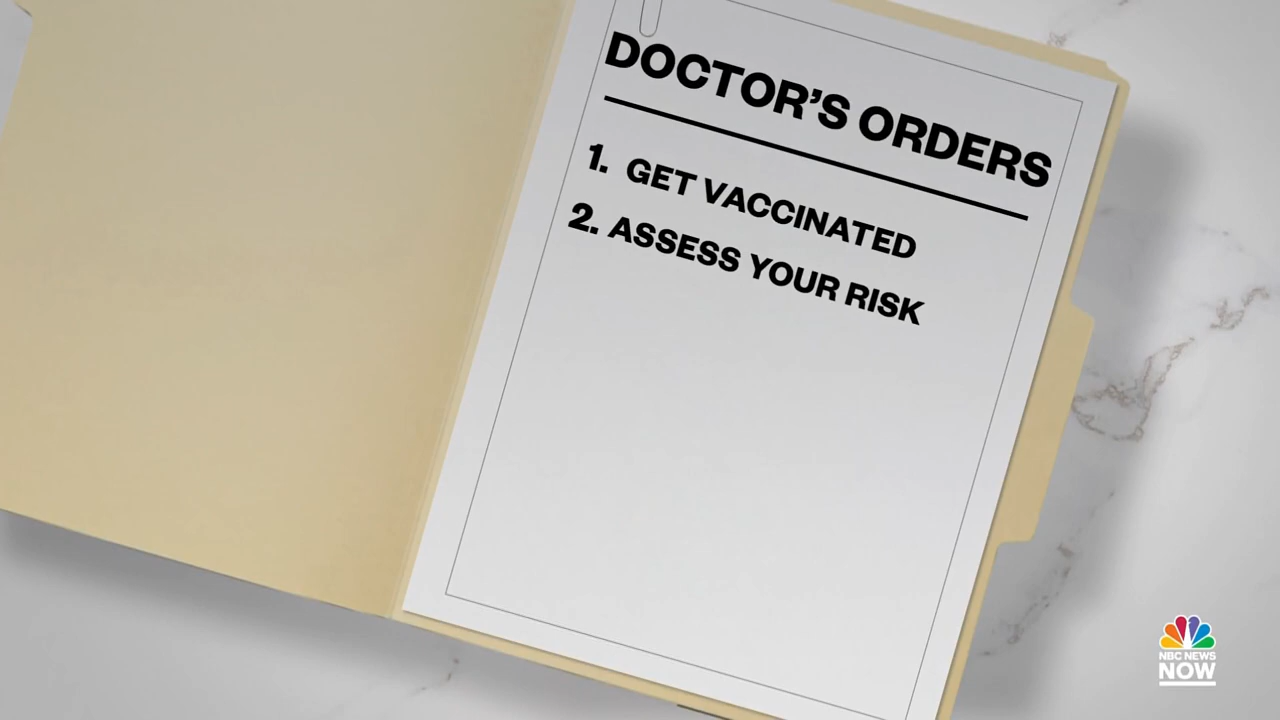 DOCTOR'S ORDERS
1. GET VACCINATED
2. ASSESS YOUR RISK
NBC NEWS
NOW